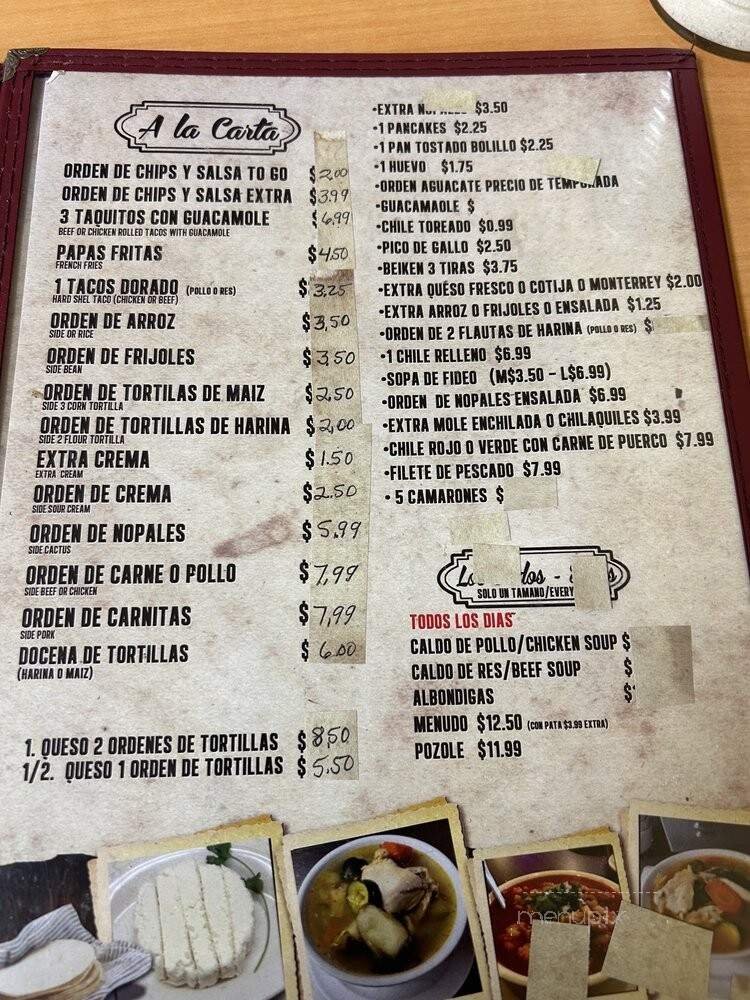 A la Carta
ORDEN DE CHIPS Y SALSA TO GO $2.00
ORDEN DE CHIPS Y SALSA EXTRA $3.99
3 TAQUITOS CON GUACAMOLE $6.99
BEEF OR CHICKEN ROLLED TACOS WITH GUACAMOLE
PAPAS FRITAS $4.50
FRENCH FRIES
1 TACOS DORADO (POLLO O RES) $3.25
HARD SHEL TACO (CHICKEN OR BEEF)
ORDEN DE ARROZ $3,50
SIDE OR RICE
ORDEN DE FRIJOLES $3.50
SIDE BEAN
ORDEN DE TORTILAS DE MAIZ $2,50
SIDE 3 CORN TORTILLA
ORDEN DE TORTILLAS DE HARINA $2,00
SIDE 2 FLOUR TORTILLA
EXTRA CREMA $1.50
EXTRA CREAM
ORDEN DE CREMA $2.50
SIDE SOUR CREAM
ORDEN DE NOPALES $5.99
SIDE CACTUS
ORDEN DE CARNE O POLLO $7,99
SIDE BEEF OR CHICKEN
ORDEN DE CARNITAS $7,99
SIDE PORK
DOCENA DE TORTILLAS $6.00
(HARINA O MAIZ)
1. QUESO 2 ORDENES DE TORTILLAS $8.50
1/2. QUESO 1 ORDEN DE TORTILLAS $5.50
•EXTRA $3.50
•1 PANCAKES $2.25
•1 PAN TOSTADO BOLILLO $2.25
•1 HUEVO $1.75
•ORDEN AGUACATE PRECIO DE TEMPORADA
•GUACAMAOLE $
•CHILE TOREADO $0.99
•PICO DE GALLO $2.50
•BEIKEN 3 TIRAS $3.75
•EXTRA QUESO FRESCO O COTIJA O MONTERREY $2.00
•EXTRA ARROZ O FRIJOLES O ENSALADA $1.25
•ORDEN DE 2 FLAUTAS DE HARINA (POLLO O RES) $
•1 CHILE RELLENO $6.99
•SOPA DE FIDEO (M$3.50 - L$6.99)
•ORDEN DE NOPALES ENSALADA $6.99
•EXTRA MOLE ENCHILADA O CHILAQUILES $3.99
•CHILE ROJO O VERDE CON CARNE DE PUERCO $7.99
•FILETE DE PESCADO $7.99
• 5 CAMARONES $
SOLO UN TAMANO/EVERY
TODOS LOS DIAS
CALDO DE POLLO/CHICKEN SOUP $
CALDO DE RES/BEEF SOUP $
ALBONDIGAS $
MENUDO $12.50 (CON PATA $3.99 EXTRA)
POZOLE $11.99
menupix